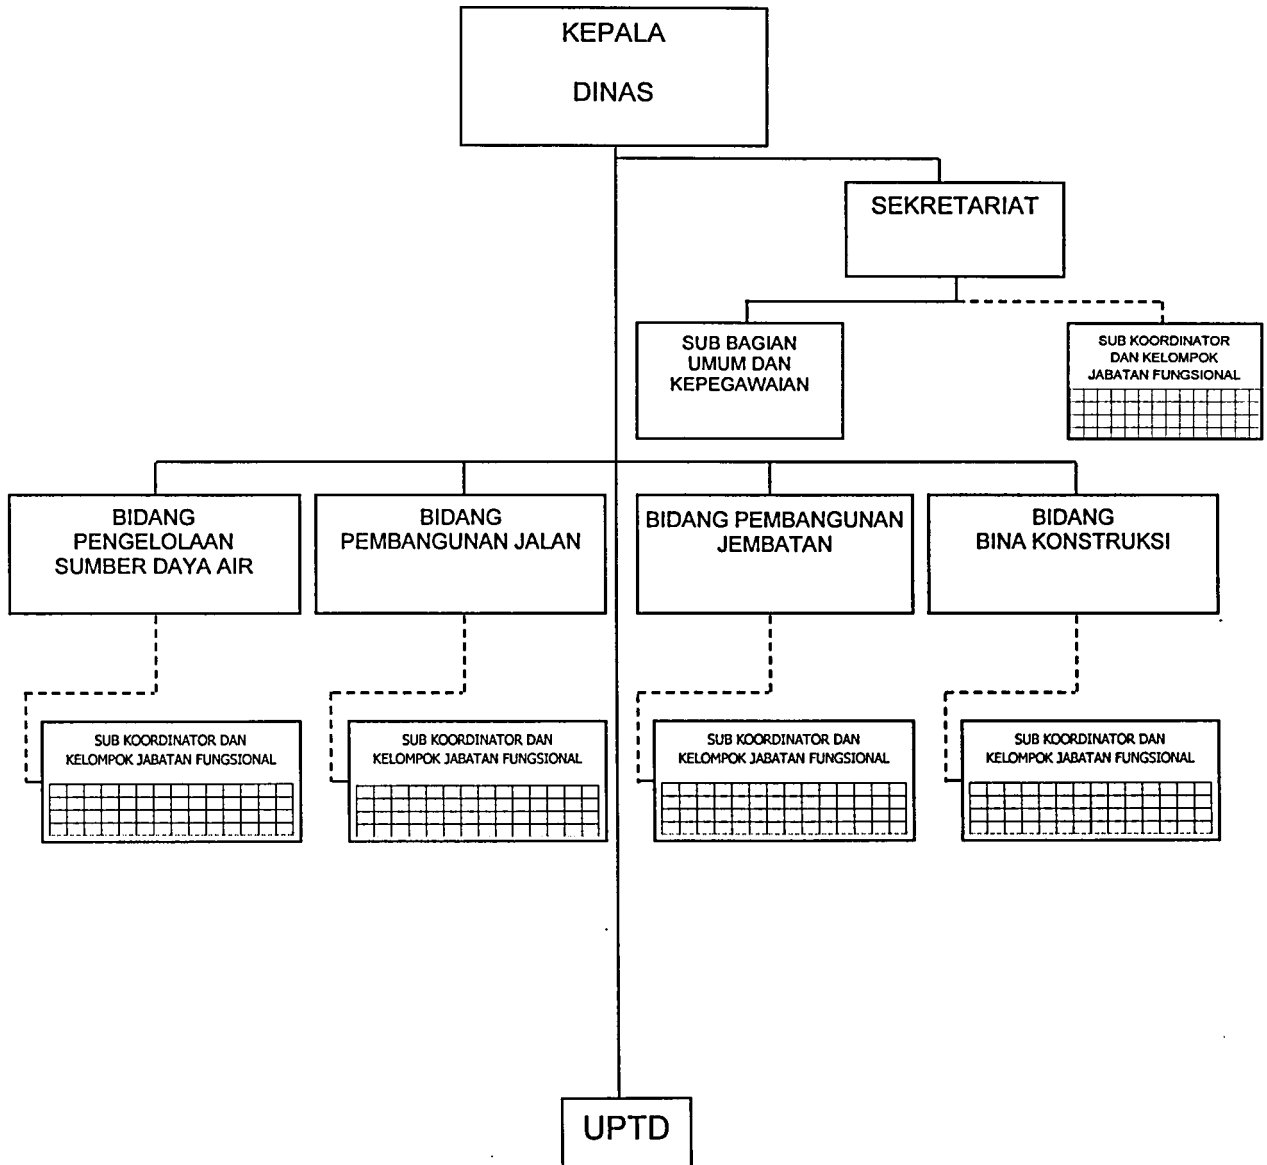 KEPALA
DINAS
SEKRETARIAT
SUB BAGIAN
UMUM DAN
KEPEGAWAIAN
SUB KOORDINATOR
DAN KELOMPOK
JABATAN FUNGSIONAL
BIDANG
PENGELOLAAN
SUMBER DAYA AIR
BIDANG
PEMBANGUNAN JALAN
BIDANG PEMBANGUNAN
JEMBATAN
BIDANG
BINA KONSTRUKSI
SUB KOORDINATOR DAN
KELOMPOK JABATAN FUNGSIONAL
SUB KOORDINATOR DAN
KELOMPOK JABATAN FUNGSIONAL
SUB KOORDINATOR DAN
KELOMPOK JABATAN FUNGSIONAL
SUB KOORDINATOR DAN
KELOMPOK JABATAN FUNGSIONAL
UPTD